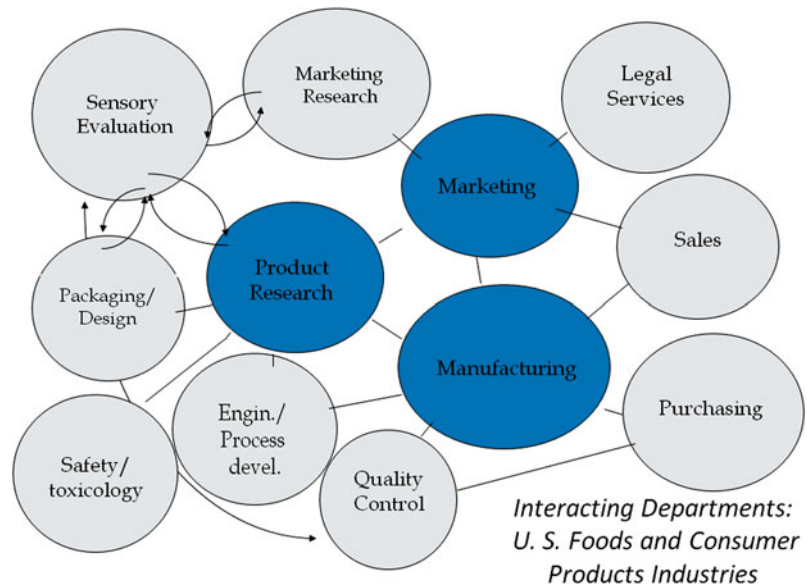 Sensory
Evaluation
Marketing
Research
Legal
Services
Marketing
Sales
Product
Research
Packaging/
Design
Manufacturing
Purchasing
Engin./
Process
devel.
Safety/
toxicology
Quality
Control
Interacting Departments:
U. S. Foods and Consumer
Products Industries